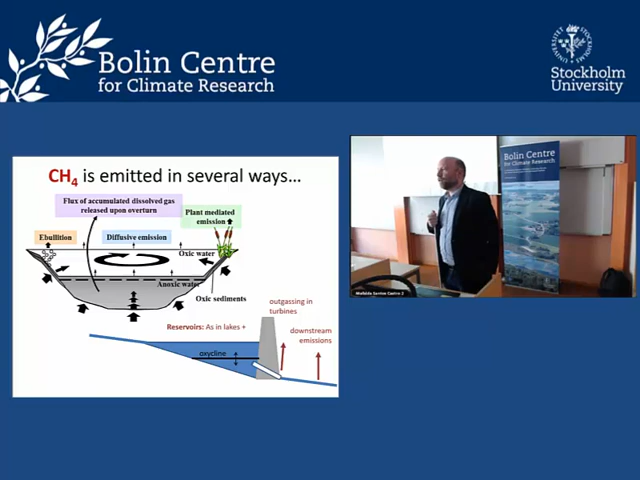 Bolin Centre
for Climate Research
Stockholm
University
CH4 is emitted in several ways...
Flux of accumulated dissolved gas
released upon overturn
Plant mediated
emission
Ebullition
Diffusive emission
Oxic water
Anoxic water
Oxic sediments
outgassing in
turbines
Reservoirs: As in lakes +
downstream
emissions
oxycline
Bolin Centre
for Climate Research